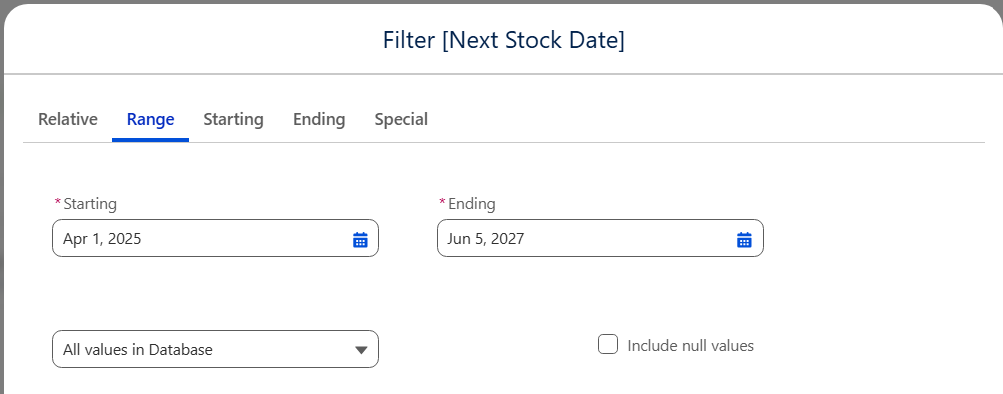 Filter [Next Stock Date]
Relative Range Starting Ending Special
* Starting * Ending
Apr 1, 2025 Jun 5, 2027
All values in Database Include null values